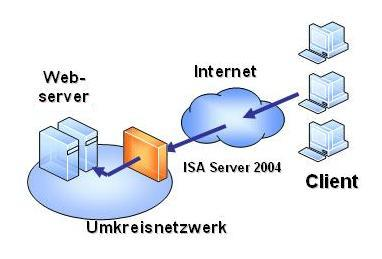 Internet
Web-
server
ISA Server 2004
Client
Umkreisnetzwerk